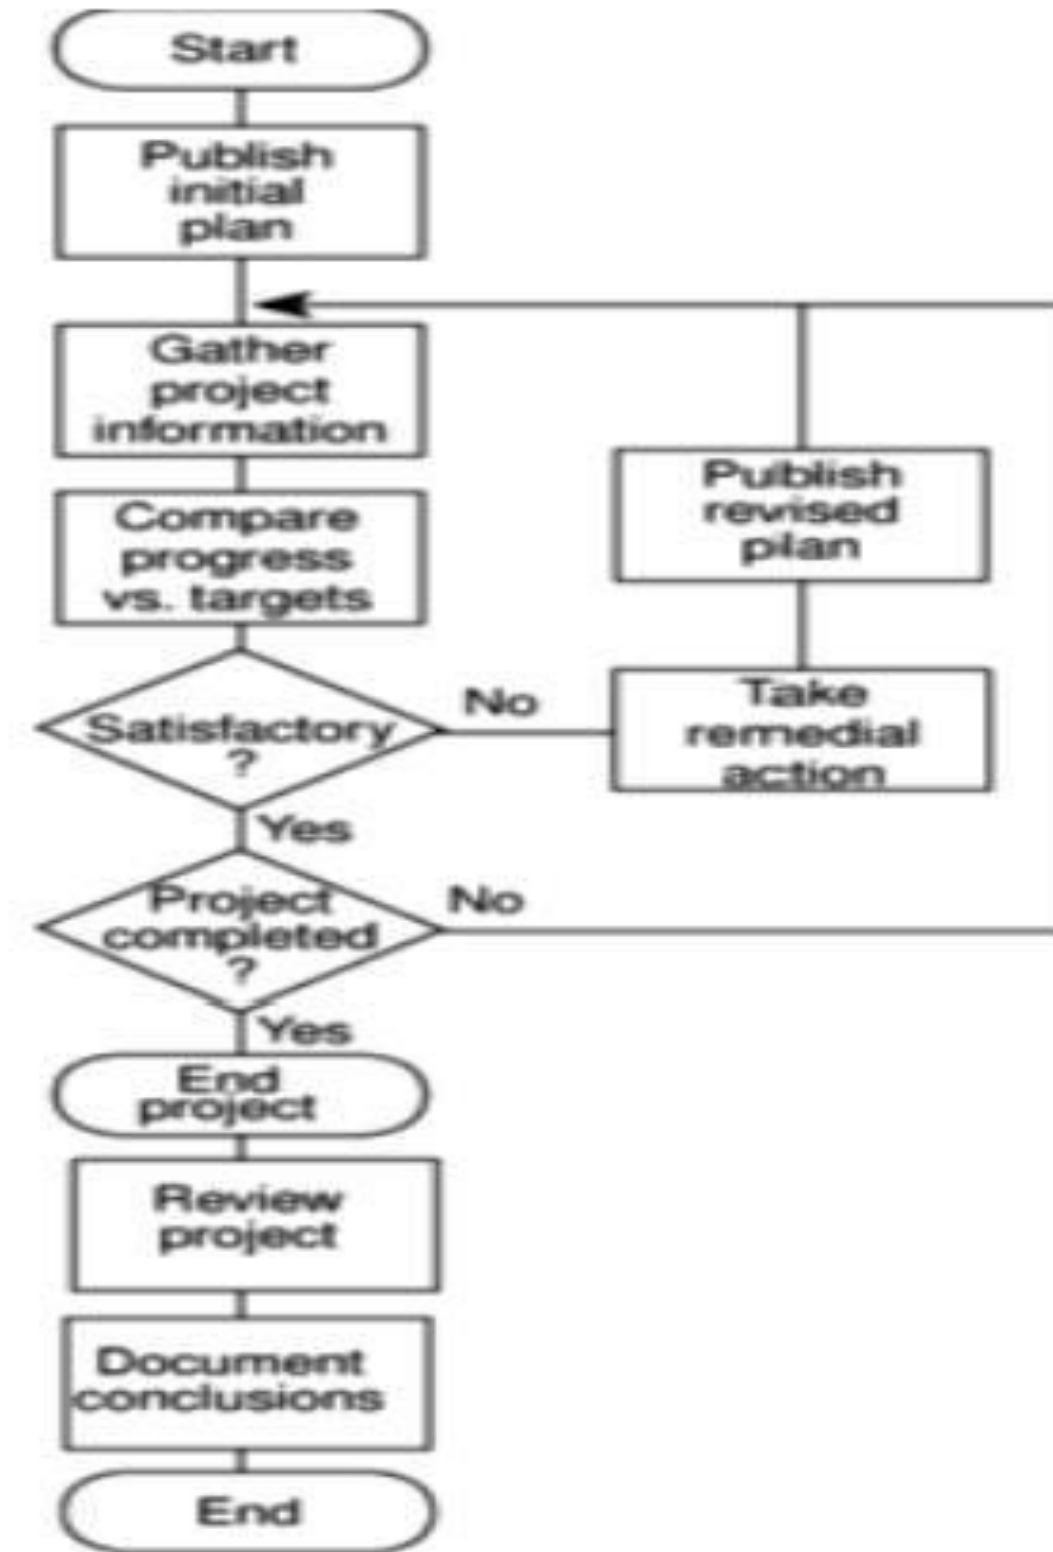 Start
Publish
initial
plan
Gather
project
information
Compare
progress
vs. targets
Satisfactory
?
No
Take
remedial
action
Publish
revised
plan
Yes
Project
completed
?
No
Yes
End
project
Review
project
Document
conclusions
End